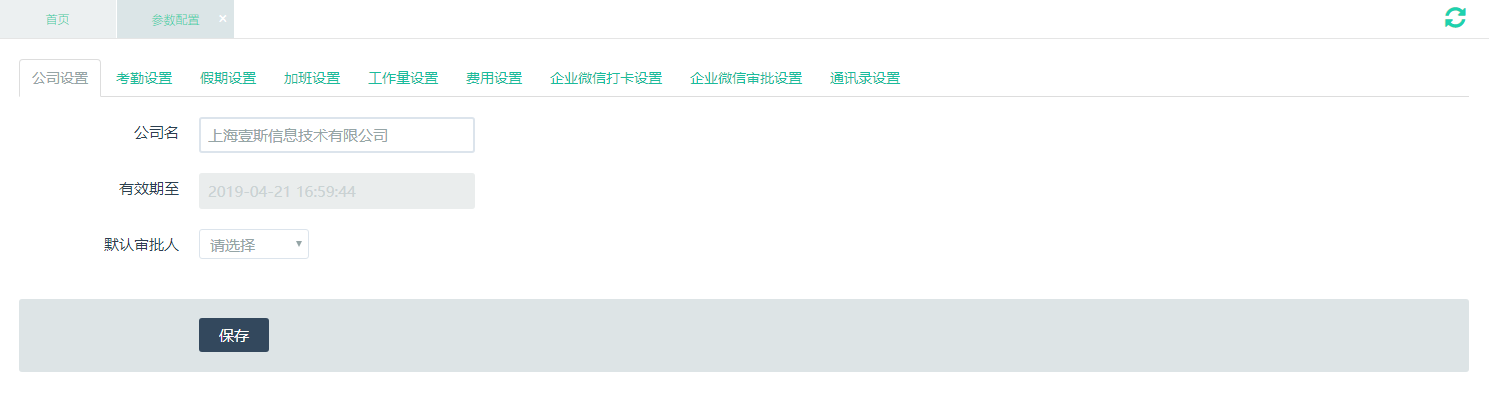 首页 参数配置 ×
公司设置 考勤设置 假期设置 加班设置 工作量设置 费用设置 企业微信打卡设置 企业微信审批设置 通讯录设置
公司名 上海壹斯信息技术有限公司
有效期至 2019-04-21 16:59:44
默认审批人 请选择
保存